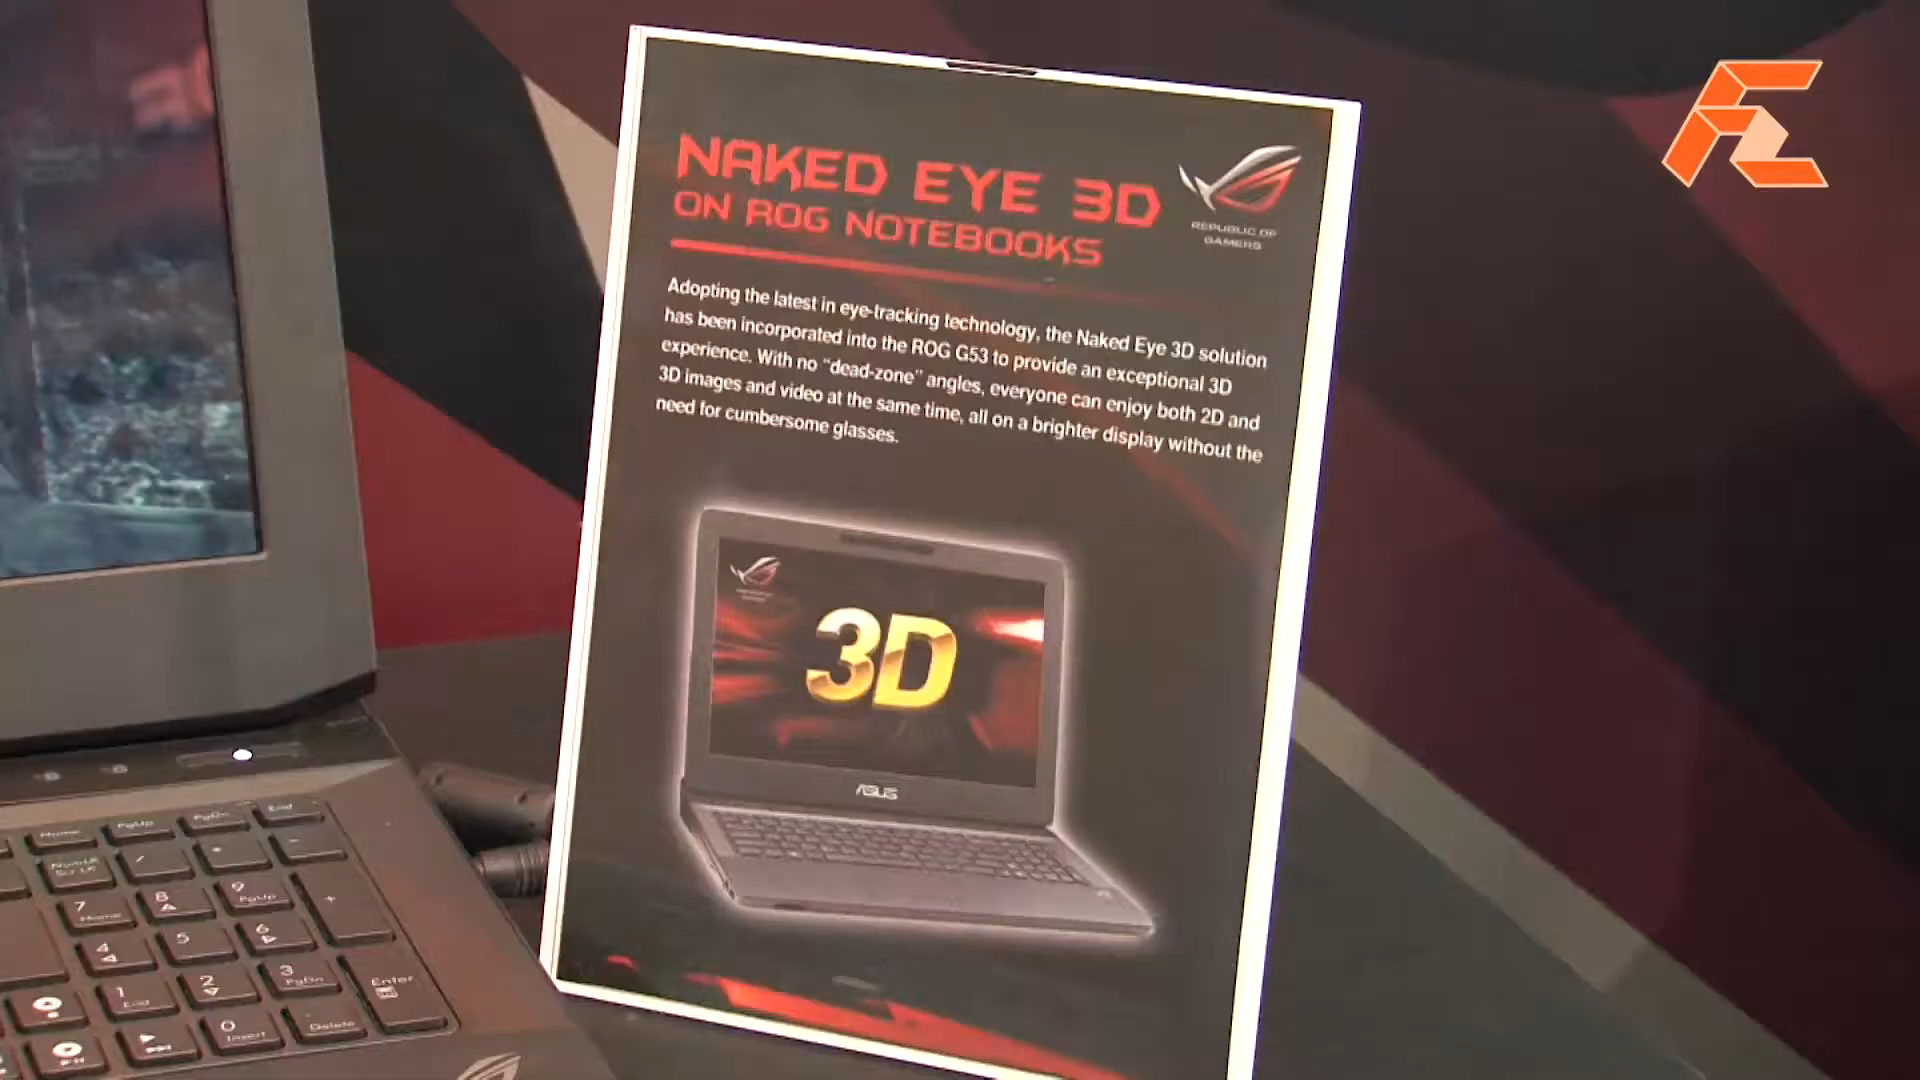 NAKED EYE 3D
ON ROG NOTEBOOKS
REPUBLIC OF
GAMERS
Adopting the latest in eye-tracking technology, the Naked Eye 3D solution
has been incorporated into the ROG G53 to provide an exceptional 3D
experience. With no “dead-zone” angles, everyone can enjoy both 2D and
3D images and video at the same time, all on a brighter display without the
need for cumbersome glasses.
3D
ASUS
Home PgUp PgDn End
NumLK / * -
Scr LK
7 8 9 +
Home PgUp
4 5 6
1 2 3 Enter
End PgDn
0 Delete
Insert